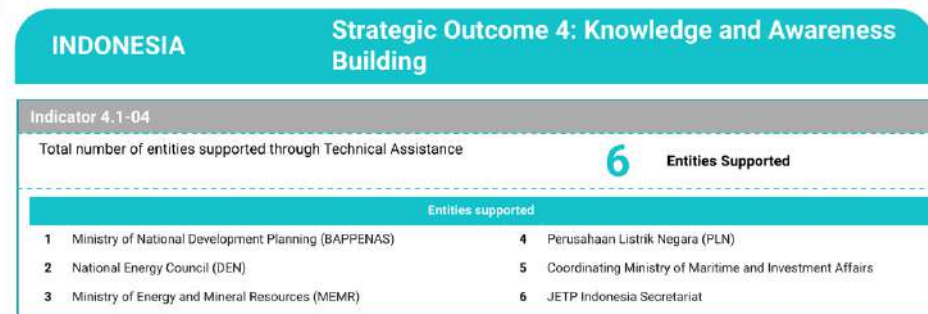 INDONESIA
Strategic Outcome 4: Knowledge and Awareness
Building
Indicator 4.1-04
Total number of entities supported through Technical Assistance
6 Entities Supported
Entities supported
1 Ministry of National Development Planning (BAPPENAS)
2 National Energy Council (DEN)
3 Ministry of Energy and Mineral Resources (MEMR)
4 Perusahaan Listrik Negara (PLN)
5 Coordinating Ministry of Maritime and Investment Affairs
6 JETP Indonesia Secretariat